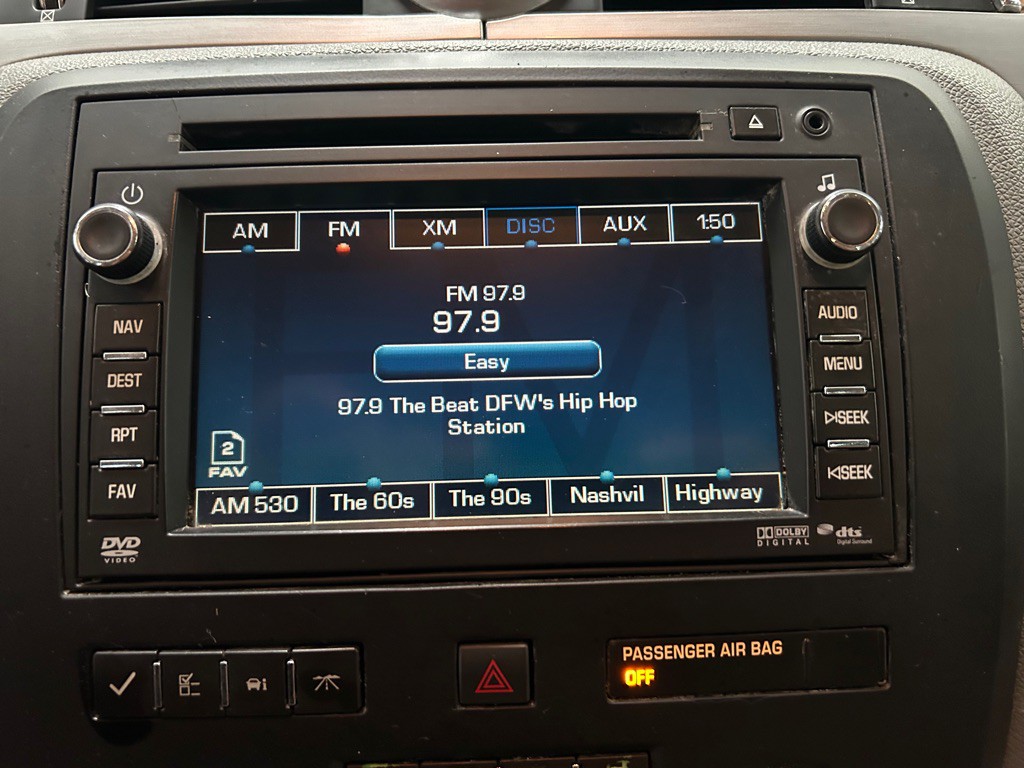 AM FM XM DISC AUX 1:50
FM 97.9
97.9
Easy
97.9 The Beat DFW's Hip Hop
Station
2
FAV
AM 530 The 60s The 90s Nashvil Highway
NAV
DEST
RPT
FAV
AUDIO
MENU
SEEK
SEEK
DVD
VIDEO
DOLBY
DIGITAL
dts
Digital Surround
PASSENGER AIR BAG
OFF